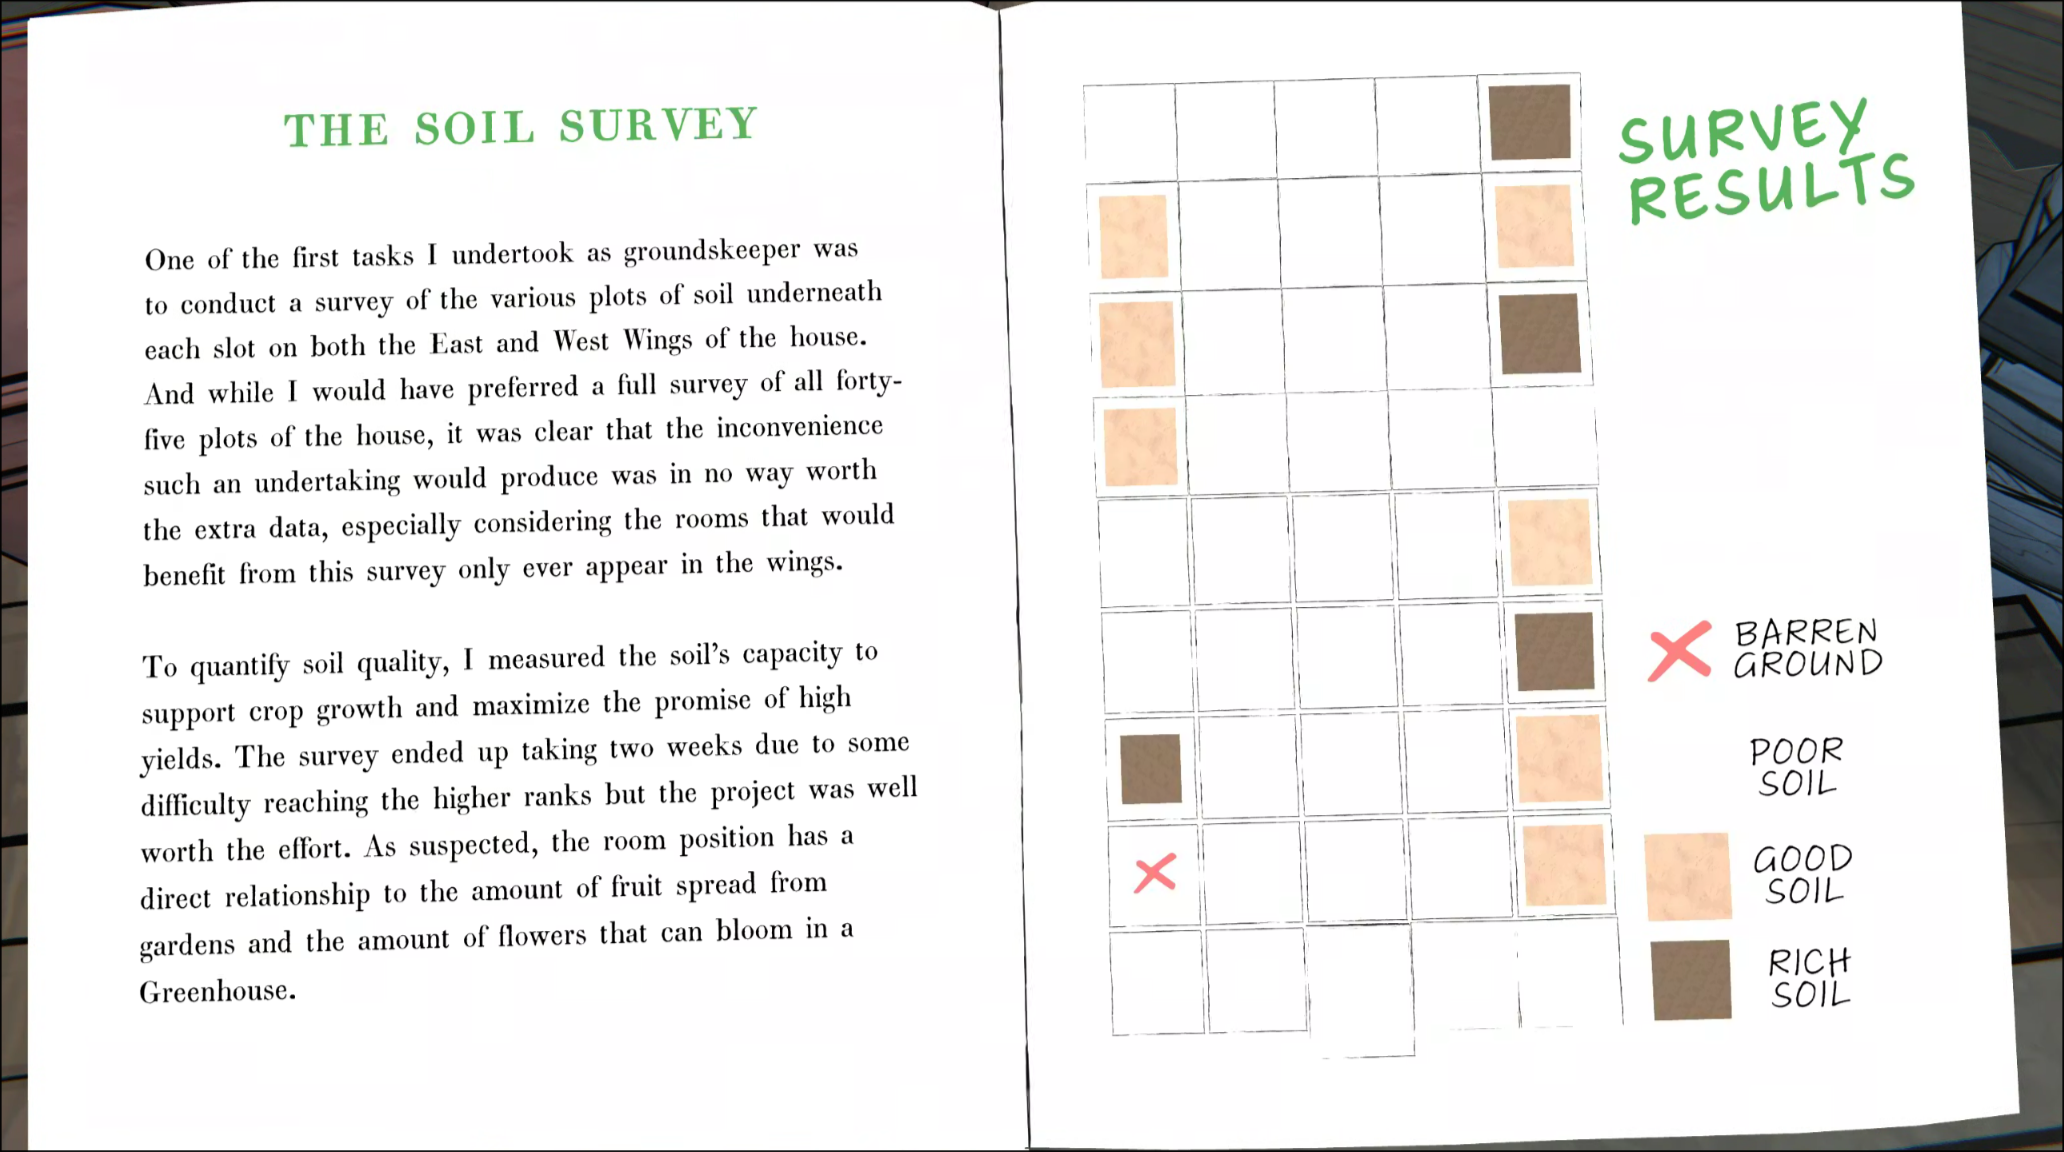 THE SOIL SURVEY
One of the first tasks I undertook as groundskeeper was
to conduct a survey of the various plots of soil underneath
each slot on both the East and West Wings of the house.
And while I would have preferred a full survey of all forty-
five plots of the house, it was clear that the inconvenience
such an undertaking would produce was in no way worth
the extra data, especially considering the rooms that would
benefit from this survey only ever appear in the wings.
To quantify soil quality, I measured the soil's capacity to
support crop growth and maximize the promise of high
yields. The survey ended up taking two weeks due to some
difficulty reaching the higher ranks but the project was well
worth the effort. As suspected, the room position has a
direct relationship to the amount of fruit spread from
gardens and the amount of flowers that can bloom in a
Greenhouse.
SURVEY
RESULTS
BARREN
GROUND
POOR
SOIL
GOOD
SOIL
RICH
SOIL